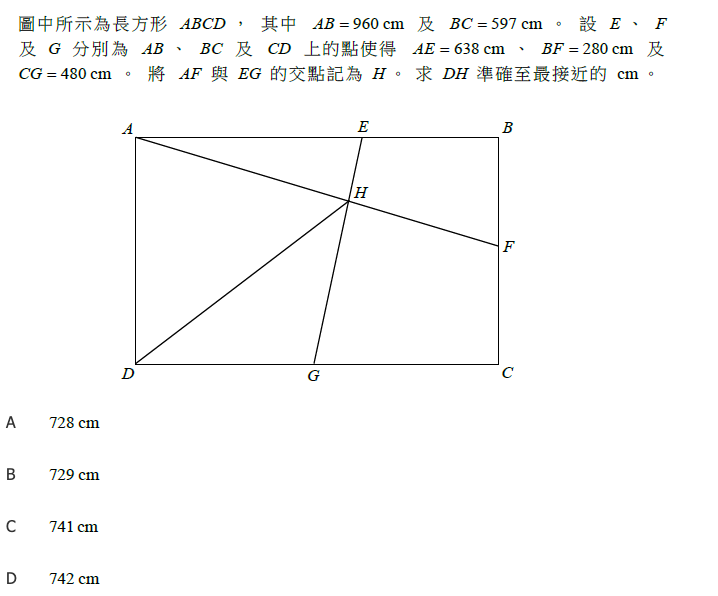 圖中所示為長方形 ABCD ， 其中 AB = 960 cm 及 BC = 597 cm 。 設 E 、 F
及 G 分別為 AB 、 BC 及 CD 上的點使得 AE = 638 cm 、 BF = 280 cm 及
CG = 480 cm 。 將 AF 與 EG 的交點記為 H 。 求 DH 準確至最接近的 cm 。
A E B
H
F
D G C
A 728 cm
B 729 cm
C 741 cm
D 742 cm